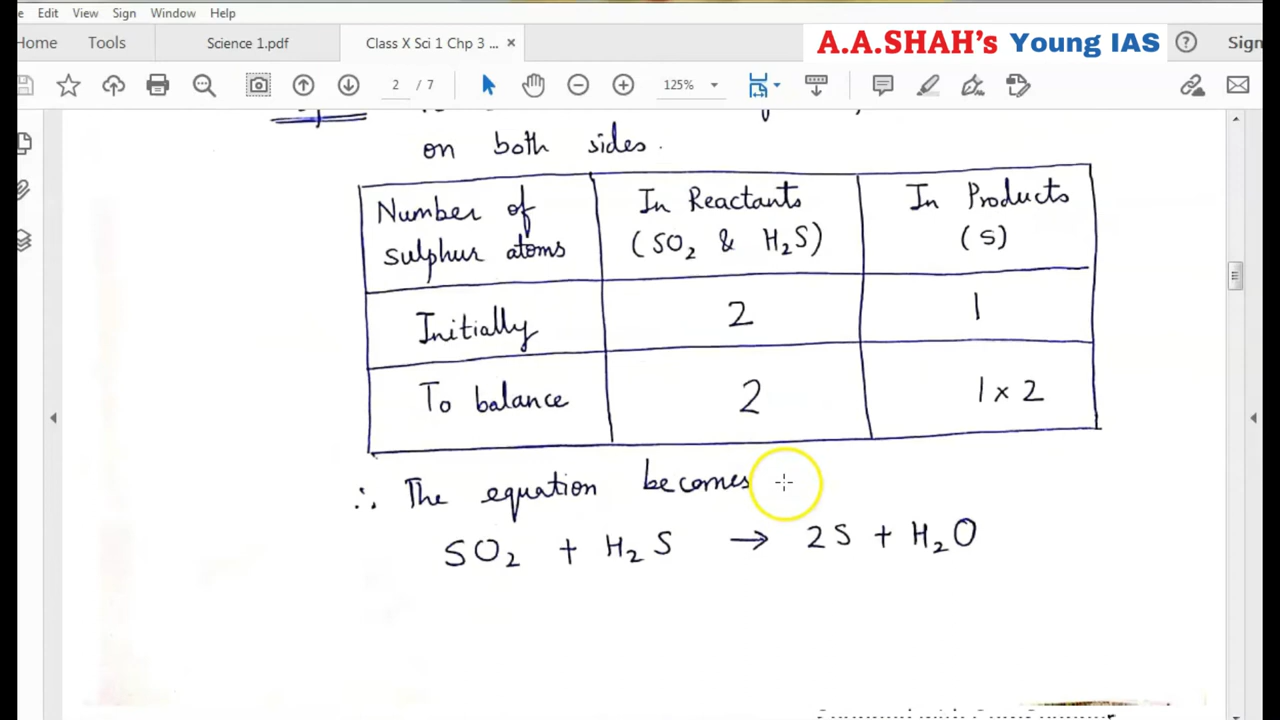 Edit View Sign Window Help
Home Tools Science 1.pdf Class X Sci 1 Chp 3 ... × A.A.SHAH's Young IAS Sign
2 / 7 125%
on both sides.
Number of sulphur atoms In Reactants (SO₂ & H₂S) In Products (S)
Initially 2 1
To balance 2 1 × 2
∴ The equation becomes
SO₂ + H₂S → 2S + H₂O